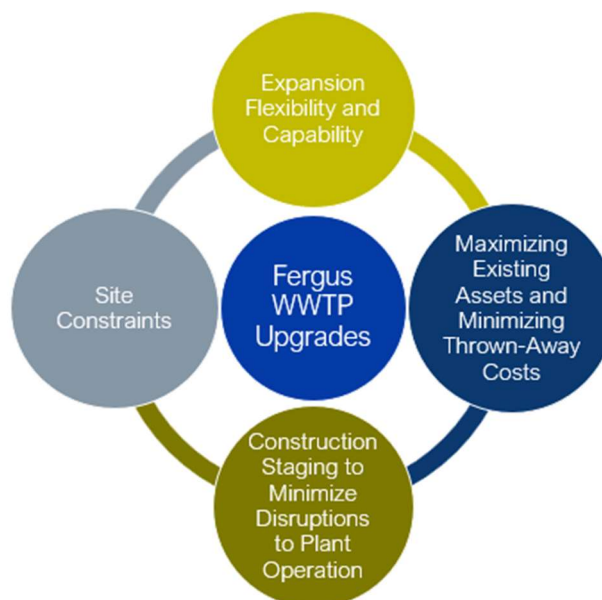 Expansion
Flexibility and
Capability
Site
Constraints
Fergus
WWTP
Upgrades
Maximizing
Existing
Assets and
Minimizing
Thrown-Away
Costs
Construction
Staging to
Minimize
Disruptions
to Plant
Operation